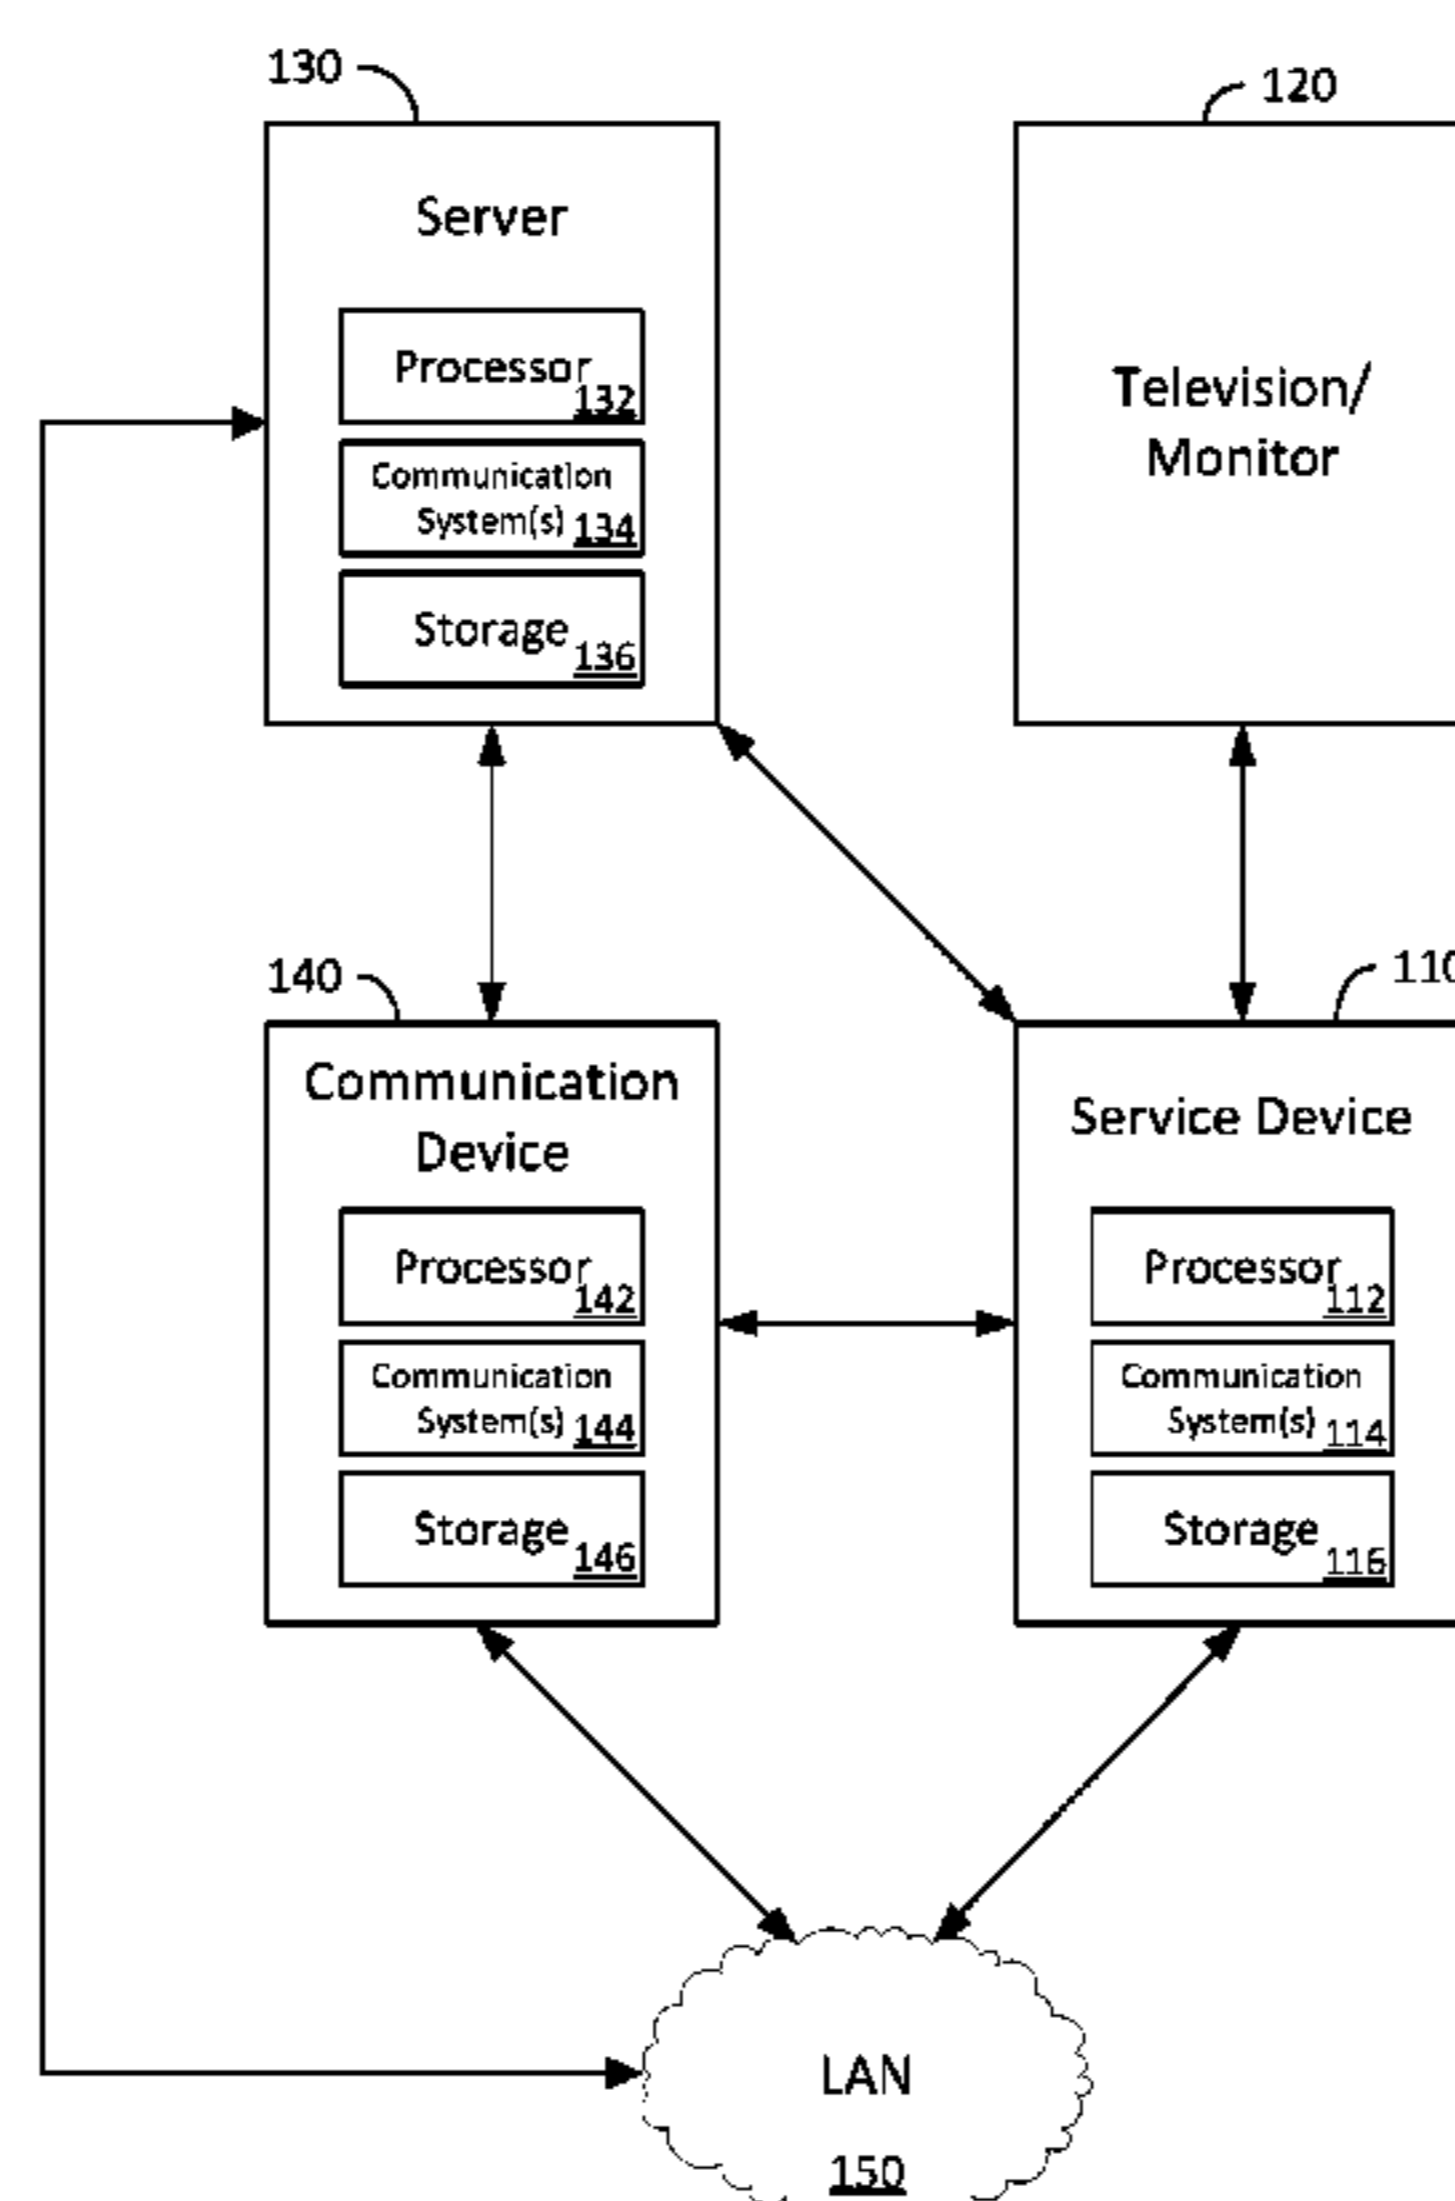 130
120
Server
Processor
132
Communication
System(s) 134
Storage
136
Television/
Monitor
140
110
Communication
Device
Processor
142
Communication
System(s) 144
Storage
146
Service Device
Processor
112
Communication
System(s) 114
Storage
116
LAN
150